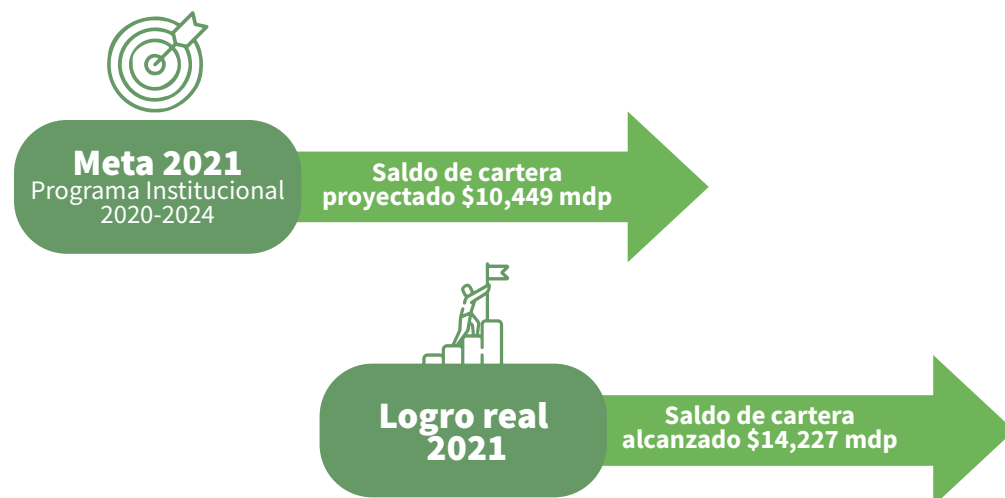 Meta 2021
Programa Institucional
2020-2024
Saldo de cartera
proyectado $10,449 mdp
Logro real
2021
Saldo de cartera
alcanzado $14,227 mdp